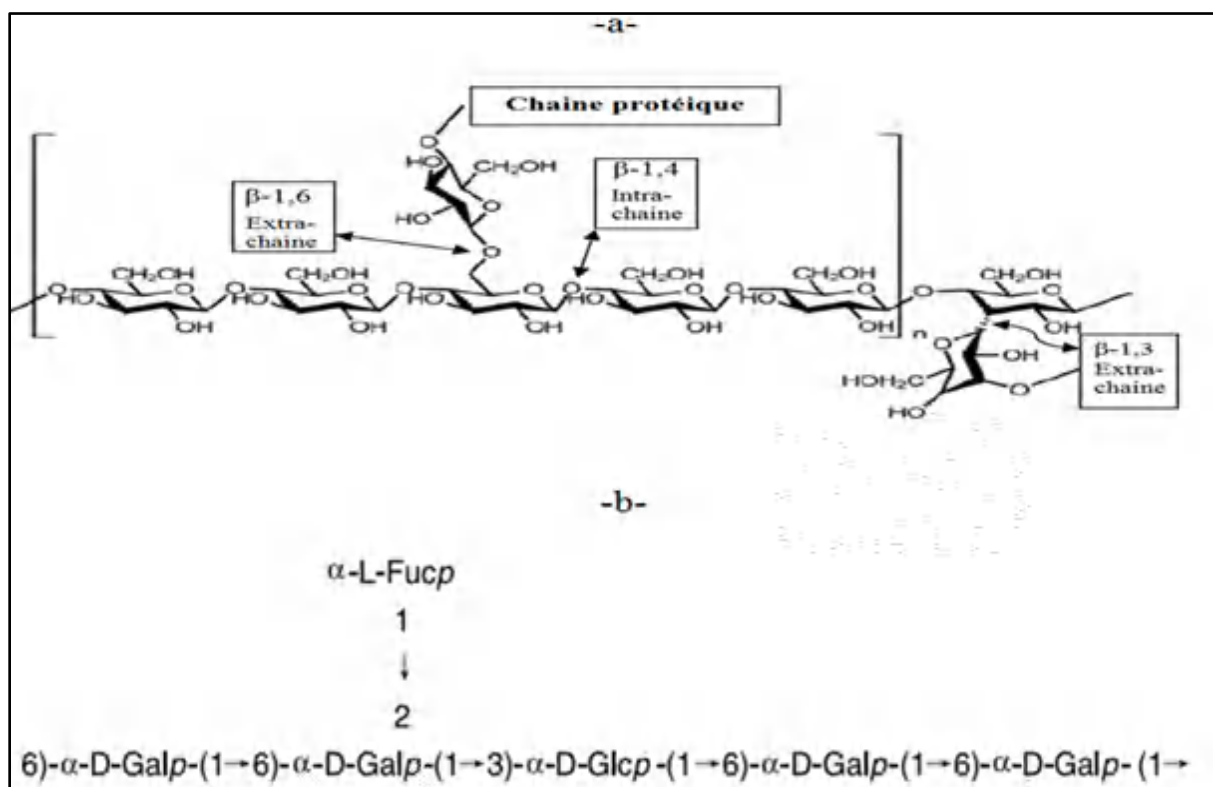 -a-
Chaine protéique
O
HO
CH₂OH
HO
O
β-1,6
Extra-
chaine
β-1,4
Intra-
chaine
O
CH₂OH
CH₂OH
CH₂OH
CH₂OH
CH₂OH
O
HO
O
O
HO
O
O
HO
O
O
HO
O
O
HO
O
O
O
OH
OH
OH
OH
OH
OH
n
O
OH
β-1,3
Extra-
chaine
HOH₂C
HO
O
-b-
α-L-Fucp
1
↓
2
6)-α-D-Galp-(1→6)-α-D-Galp-(1→3)-α-D-Glcp -(1→6)-α-D-Galp-(1→6)-α-D-Galp- (1→